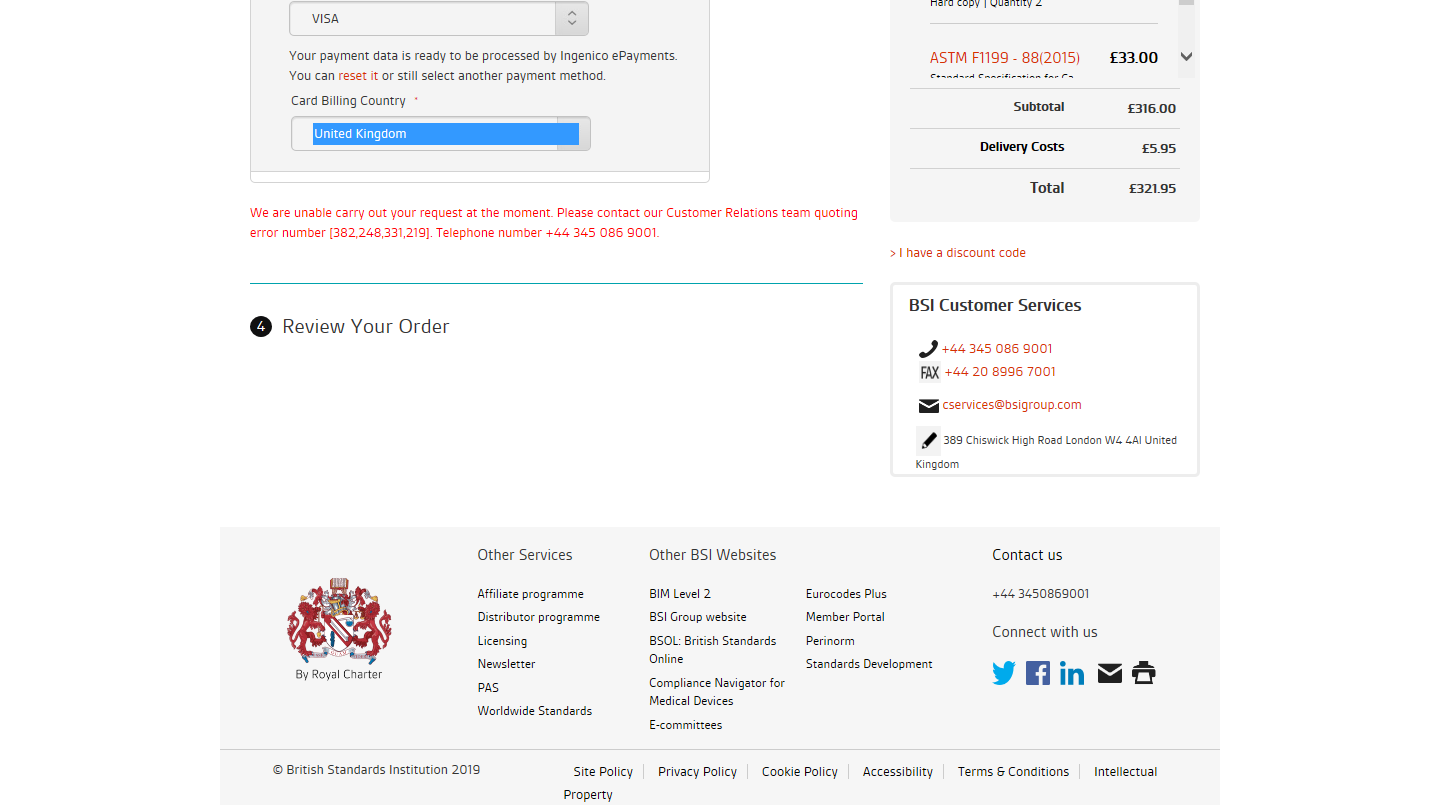 VISA
Your payment data is ready to be processed by Ingenico ePayments.
You can reset it or still select another payment method.
Card Billing Country *
United Kingdom
We are unable carry out your request at the moment. Please contact our Customer Relations team quoting
error number [382,248,331,219]. Telephone number +44 345 086 9001.
4 Review Your Order
Hard copy | Quantity 2
ASTM F1199 - 88(2015) £33.00
Standard Specification for Ca
Subtotal £316.00
Delivery Costs £5.95
Total £321.95
> I have a discount code
BSI Customer Services
+44 345 086 9001
FAX +44 20 8996 7001
cservices@bsigroup.com
389 Chiswick High Road London W4 4Al United
Kingdom
By Royal Charter
Other Services
Affiliate programme
Distributor programme
Licensing
Newsletter
PAS
Worldwide Standards
Other BSI Websites
BIM Level 2
BSI Group website
BSOL: British Standards
Online
Compliance Navigator for
Medical Devices
E-committees
Eurocodes Plus
Member Portal
Perinorm
Standards Development
Contact us
+44 3450869001
Connect with us
© British Standards Institution 2019
Site Policy Privacy Policy Cookie Policy Accessibility Terms & Conditions Intellectual
Property